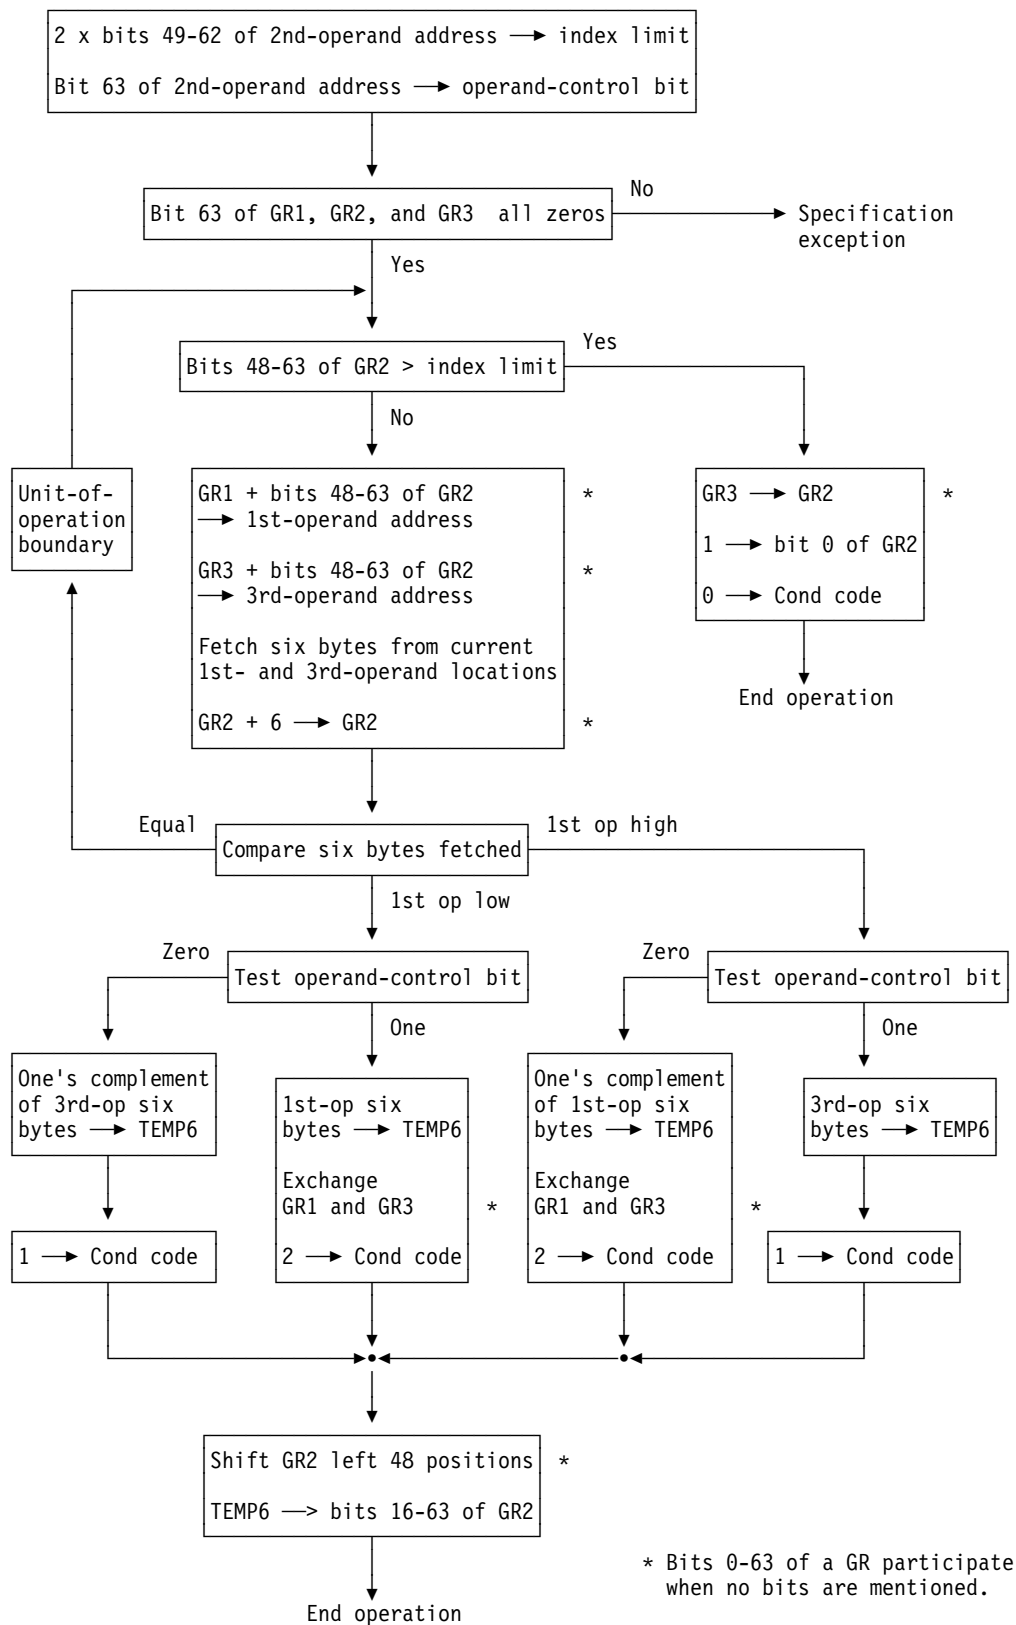 2 x bits 49-62 of 2nd-operand address → index limit
Bit 63 of 2nd-operand address → operand-control bit
No
Bit 63 of GR1, GR2, and GR3 all zeros
Specification
exception
Yes
Yes
Bits 48-63 of GR2 > index limit
No
Unit-of-
operation
boundary
GR1 + bits 48-63 of GR2 *
→ 1st-operand address
GR3 + bits 48-63 of GR2 *
→ 3rd-operand address
Fetch six bytes from current
1st- and 3rd-operand locations
GR2 + 6 → GR2 *
GR3 → GR2 *
1 → bit 0 of GR2
0 → Cond code
End operation
Equal
1st op high
Compare six bytes fetched
1st op low
Zero
Test operand-control bit
Zero
Test operand-control bit
One
One
One's complement
of 3rd-op six
bytes → TEMP6
1 → Cond code
1st-op six
bytes → TEMP6
Exchange
GR1 and GR3 *
2 → Cond code
One's complement
of 1st-op six
bytes → TEMP6
Exchange
GR1 and GR3 *
2 → Cond code
3rd-op six
bytes → TEMP6
1 → Cond code
Shift GR2 left 48 positions *
TEMP6 —> bits 16-63 of GR2
End operation
* Bits 0-63 of a GR participate
when no bits are mentioned.